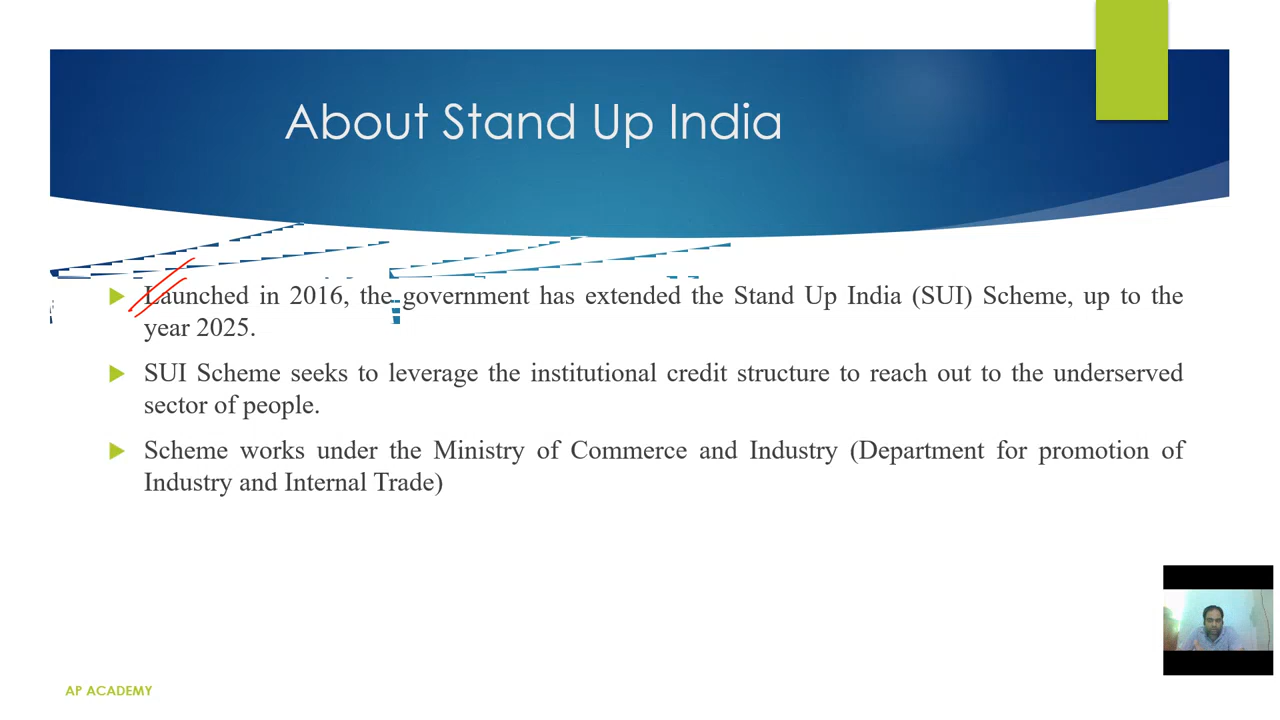 About Stand Up India
Launched in 2016, the government has extended the Stand Up India (SUI) Scheme, up to the
year 2025.
SUI Scheme seeks to leverage the institutional credit structure to reach out to the underserved
sector of people.
Scheme works under the Ministry of Commerce and Industry (Department for promotion of
Industry and Internal Trade)
AP ACADEMY